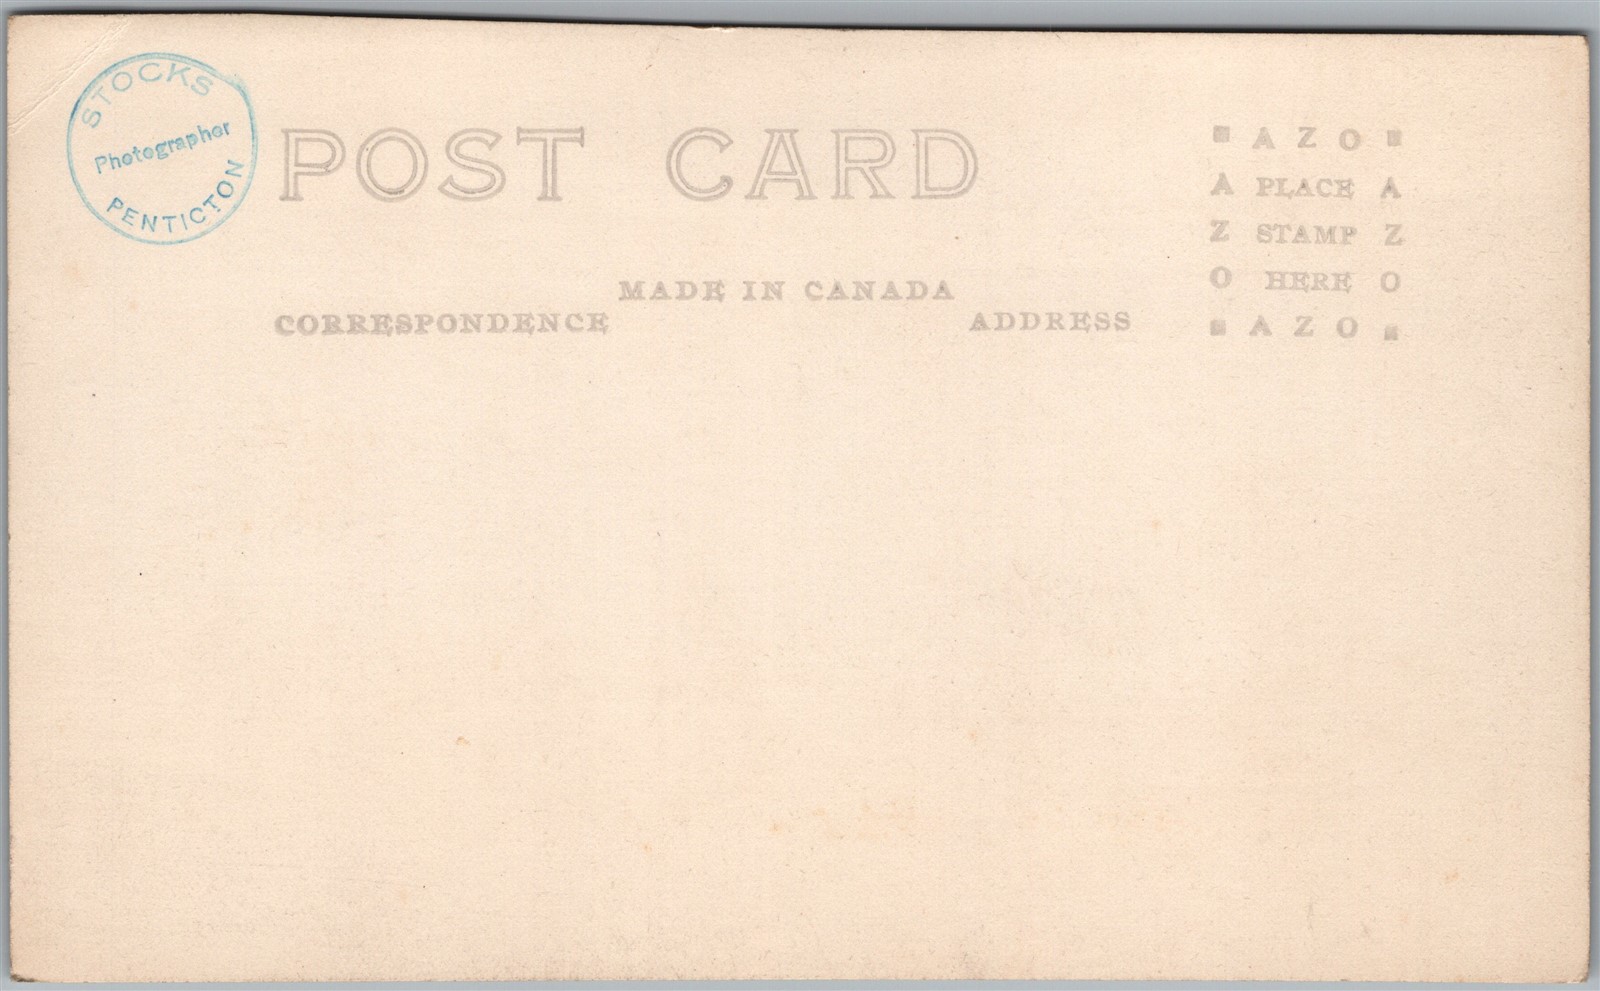 STOCKS
Photographer
PENTICTON
POST CARD
MADE IN CANADA
CORRESPONDENCE
ADDRESS
AZO
A PLACE A
Z STAMP Z
O HERE O
AZO